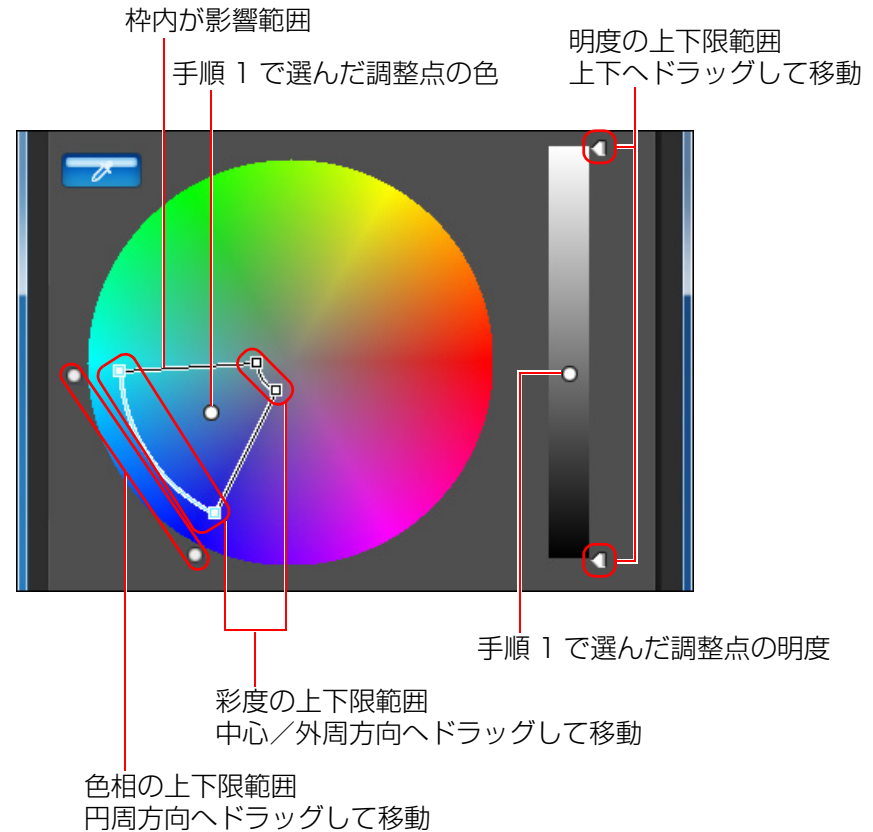 枠内が影響範囲
手順 1 で選んだ調整点の色
明度の上下限範囲
上下へドラッグして移動
手順 1 で選んだ調整点の明度
彩度の上下限範囲
中心／外周方向へドラッグして移動
色相の上下限範囲
円周方向へドラッグして移動